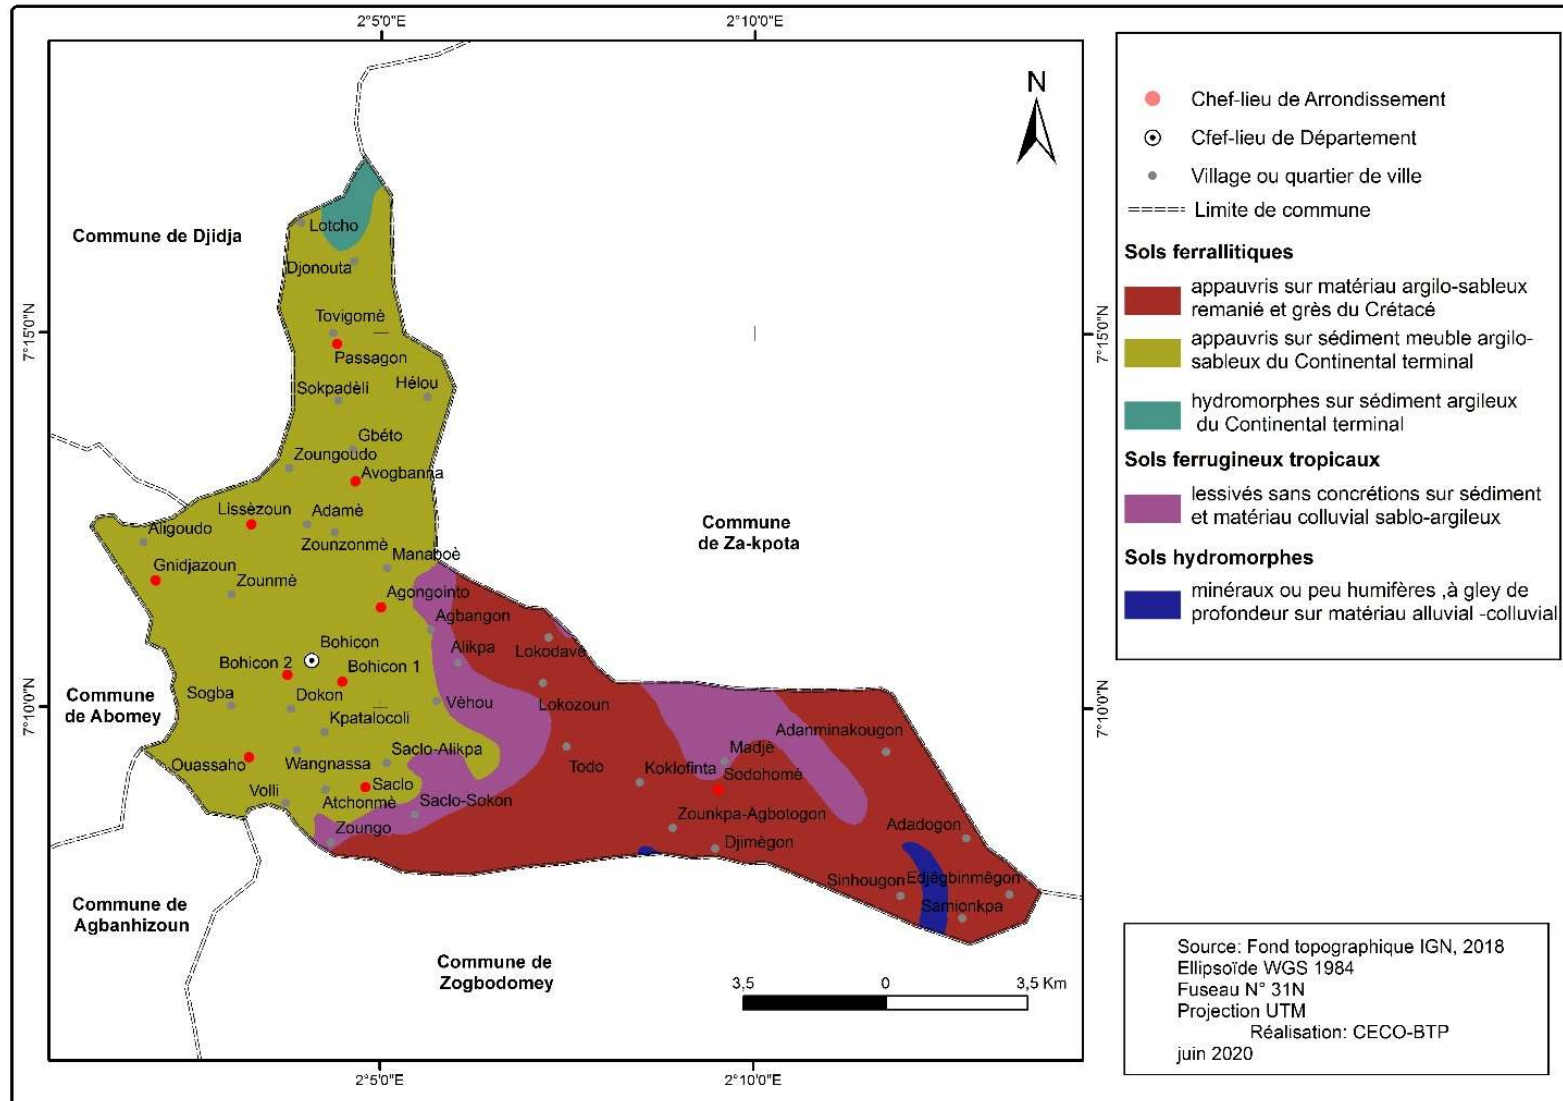 2°5'0"E
2°10'0"E
N
Commune de Djidja
Lotcho
Djonouta
7°15'0"N
7°15'0"N
Tovigomè
Passagon
Sokpadèli
Hélou
Gbéto
Zoungoudo
Avogbanna
Lissèzoun
Adamè
Aligoudo
Zounzonmè
Commune
de Za-kpota
Manaboè
Gnidjazoun
Zounmè
Agongointo
Agbangon
Bohicon
Alikpa
Lokodavé
Bohicon 2
Bohicon 1
Sogba
Dokon
Vèhou
Lokozoun
Commune
de Abomey
7°10'0"N
7°10'0"N
Kpatalocoli
Adanminakougon
Ouassaho
Wangnassa
Saclo-Alikpa
Todo
Koklofinta
Madjè
Sodohomé
Volli
Atchonmè
Saclo
Saclo-Sokon
Zoungo
Zounkpa-Agbotogon
Djimègon
Adadogon
Sinhougon
Edjêgbinmêgon
Samionkpa
Commune de
Agbanhizoun
Commune de
Zogbodomey
3,5
0
3,5 Km
2°5'0"E
2°10'0"E
Chef-lieu de Arrondissement
Cfef-lieu de Département
Village ou quartier de ville
Limite de commune
Sols ferrallitiques
appauvris sur matériau argilo-sableux
remanié et grès du Crétacé
appauvris sur sédiment meuble argilo-
sableux du Continental terminal
hydromorphes sur sédiment argileux
du Continental terminal
Sols ferrugineux tropicaux
lessivés sans concrétions sur sédiment
et matériau colluvial sablo-argileux
Sols hydromorphes
minéraux ou peu humifères ,à gley de
profondeur sur matériau alluvial -colluvial
Source: Fond topographique IGN, 2018
Ellipsoïde WGS 1984
Fuseau N° 31N
Projection UTM
Réalisation: CECO-BTP
juin 2020